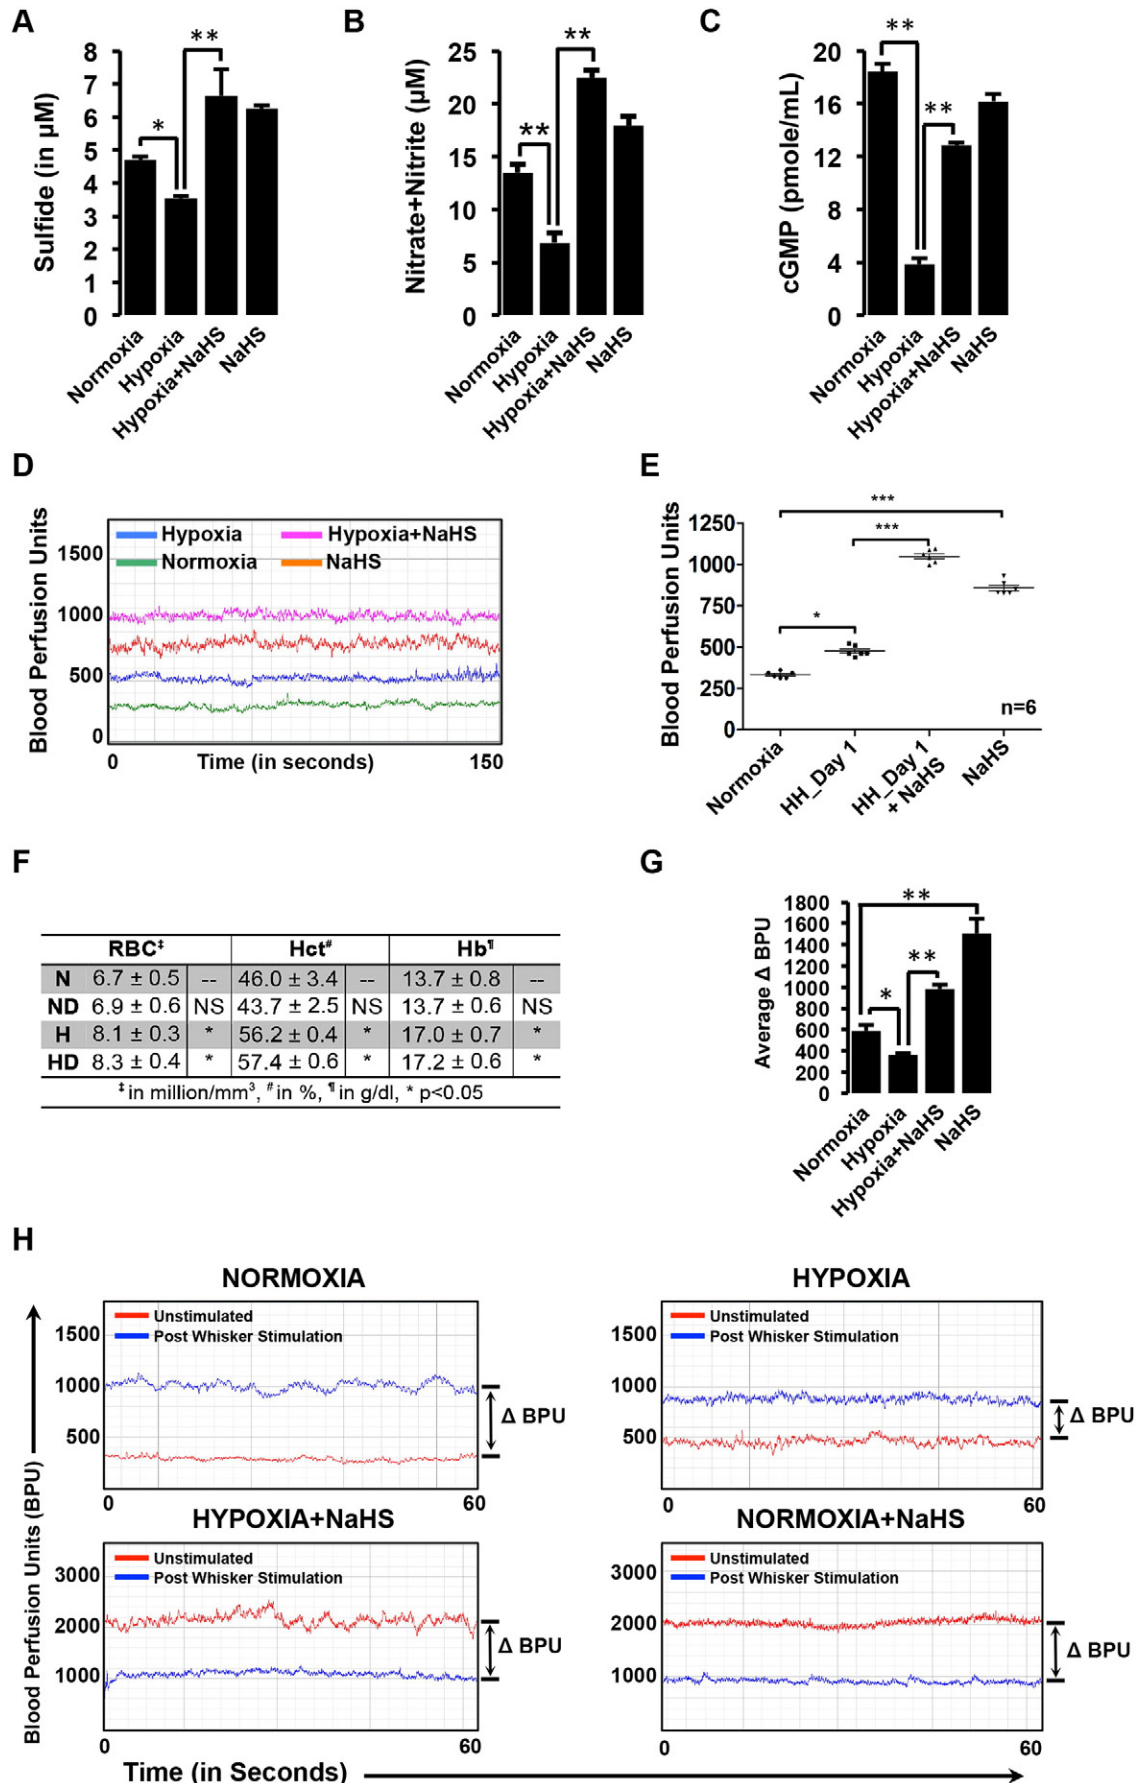 A
Sulfide (in µM)
8
7
6
5
4
3
2
1
0
*
**
Normoxia
Hypoxia
Hypoxia+NaHS
NaHS
B
Nitrate+Nitrite (µM)
25
20
15
10
5
0
**
**
Normoxia
Hypoxia
Hypoxia+NaHS
NaHS
C
cGMP (pmole/mL)
20
16
12
8
4
0
**
**
Normoxia
Hypoxia
Hypoxia+NaHS
NaHS
D
Blood Perfusion Units
Hypoxia Hypoxia+NaHS
Normoxia NaHS
1500
1000
500
0
0 Time (in seconds) 150
E
Blood Perfusion Units
1250
1000
750
500
250
0
***
***
*
n=6
Normoxia
HH_Day 1
HH_Day 1
+ NaHS
NaHS
F
RBC‡ Hct# Hb¶
N 6.7 ± 0.5 -- 46.0 ± 3.4 -- 13.7 ± 0.8 --
ND 6.9 ± 0.6 NS 43.7 ± 2.5 NS 13.7 ± 0.6 NS
H 8.1 ± 0.3 * 56.2 ± 0.4 * 17.0 ± 0.7 *
HD 8.3 ± 0.4 * 57.4 ± 0.6 * 17.2 ± 0.6 *
‡ in million/mm³, # in %, ¶ in g/dl, * p<0.05
G
Average Δ BPU
1800
1600
1400
1200
1000
800
600
400
200
0
**
**
*
Normoxia
Hypoxia
Hypoxia+NaHS
NaHS
H
Blood Perfusion Units (BPU)
NORMOXIA
Unstimulated
Post Whisker Stimulation
1500
1000
500
Δ BPU
0 60
HYPOXIA
Unstimulated
Post Whisker Stimulation
1500
1000
500
Δ BPU
0 60
HYPOXIA+NaHS
Unstimulated
Post Whisker Stimulation
3000
2000
1000
Δ BPU
0 60
NORMOXIA+NaHS
Unstimulated
Post Whisker Stimulation
3000
2000
1000
Δ BPU
0 60
Time (in Seconds)